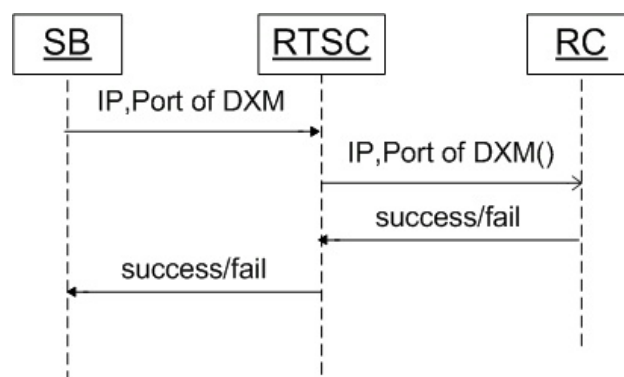 SB
RTSC
RC
IP,Port of DXM
IP,Port of DXM()
success/fail
success/fail